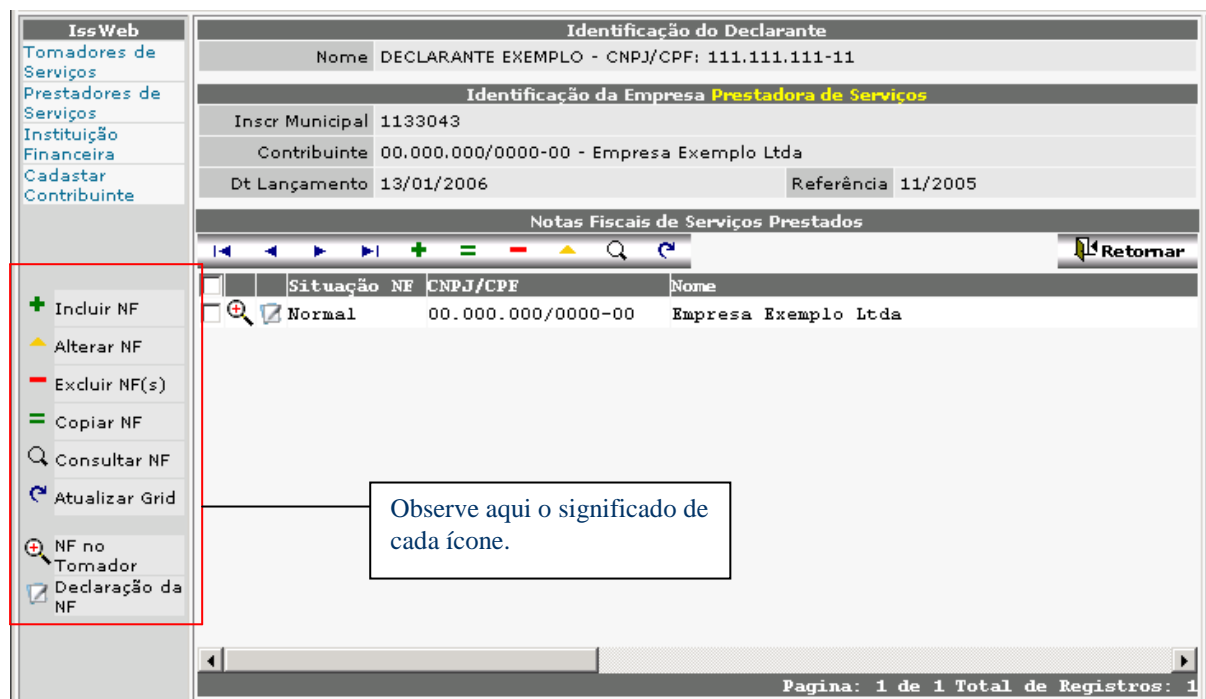 IssWeb
Tomadores de
Serviços
Prestadores de
Serviços
Instituição
Financeira
Cadastar
Contribuinte
Incluir NF
Alterar NF
Excluir NF(s)
Copiar NF
Consultar NF
Atualizar Grid
NF no
Tomador
Declaração da
NF
Identificação do Declarante
Nome DECLARANTE EXEMPLO - CNPJ/CPF: 111.111.111-11
Identificação da Empresa Prestadora de Serviços
Inscr Municipal 1133043
Contribuinte 00.000.000/0000-00 - Empresa Exemplo Ltda
Dt Lançamento 13/01/2006 Referência 11/2005
Notas Fiscais de Serviços Prestados
Retornar
Situação NF CNPJ/CPF Nome
Normal 00.000.000/0000-00 Empresa Exemplo Ltda
Observe aqui o significado de
cada ícone.
Pagina: 1 de 1 Total de Registros: 1